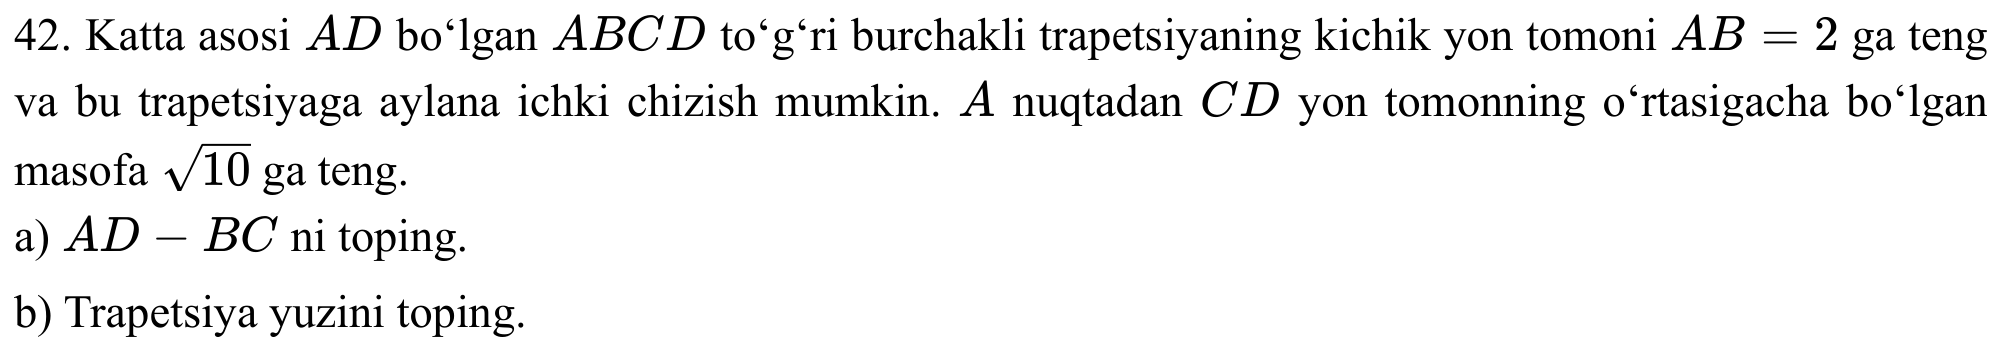 42. Katta asosi AD bo‘lgan ABCD to‘g‘ri burchakli trapetsiyaning kichik yon tomoni AB = 2 ga teng
va bu trapetsiyaga aylana ichki chizish mumkin. A nuqtadan CD yon tomonning o‘rtasigacha bo‘lgan
masofa √10 ga teng.
a) AD − BC ni toping.
b) Trapetsiya yuzini toping.